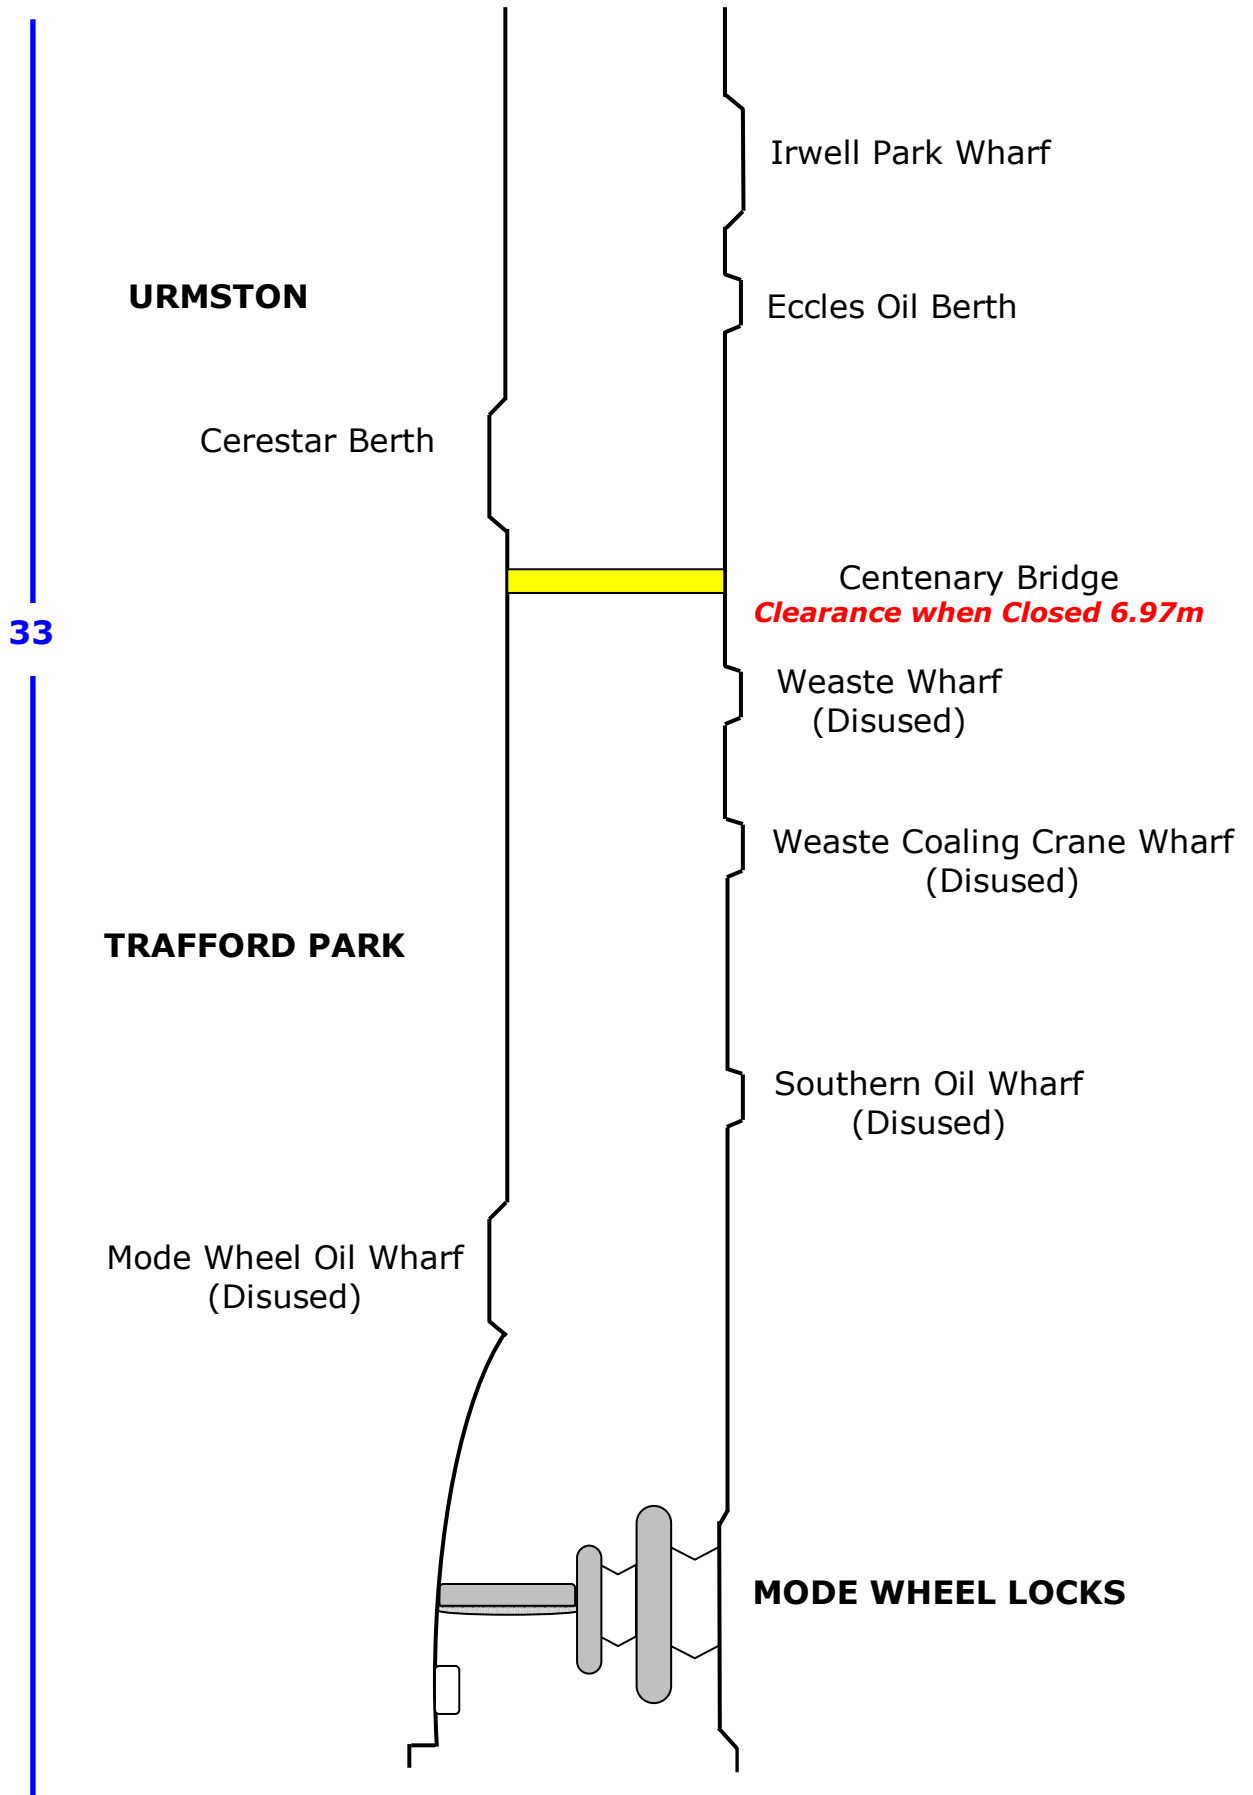 Irwell Park Wharf
URMSTON
Eccles Oil Berth
Cerestar Berth
Centenary Bridge
Clearance when Closed 6.97m
33
Weaste Wharf
(Disused)
Weaste Coaling Crane Wharf
(Disused)
TRAFFORD PARK
Southern Oil Wharf
(Disused)
Mode Wheel Oil Wharf
(Disused)
MODE WHEEL LOCKS